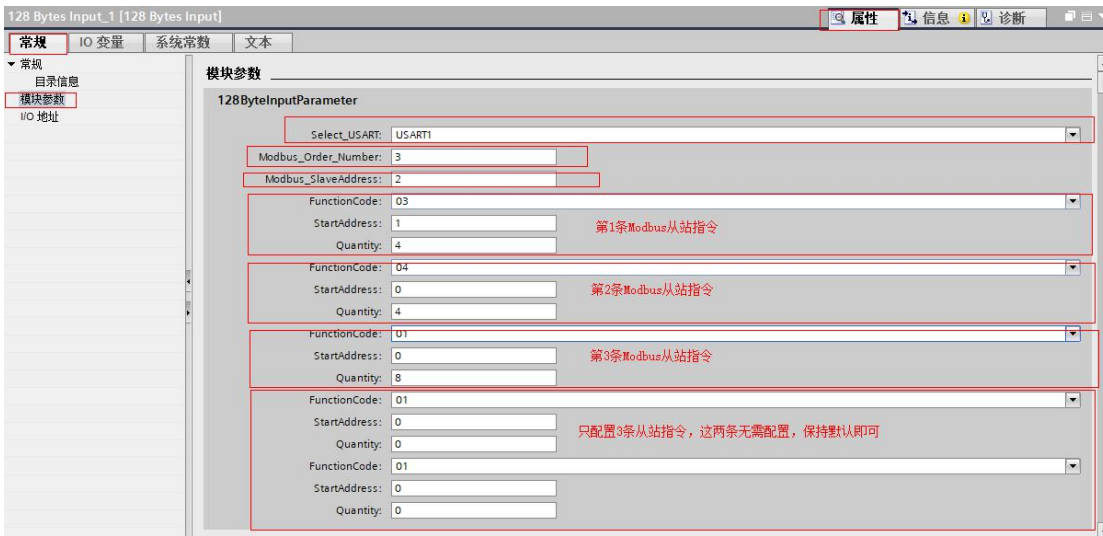 128 Bytes Input_1 [128 Bytes Input]
属性 信息 诊断
常规 IO 变量 系统常数 文本
常规
目录信息
模块参数
I/O 地址
模块参数
128ByteInputParameter
Select_USART: USART1
Modbus_Order_Number: 3
Modbus_SlaveAddress: 2
FunctionCode: 03
StartAddress: 1
第1条Modbus从站指令
Quantity: 4
FunctionCode: 04
StartAddress: 0
第2条Modbus从站指令
Quantity: 4
FunctionCode: 01
StartAddress: 0
第3条Modbus从站指令
Quantity: 8
FunctionCode: 01
StartAddress: 0
只配置3条从站指令，这两条无需配置，保持默认即可
Quantity: 0
FunctionCode: 01
StartAddress: 0
Quantity: 0